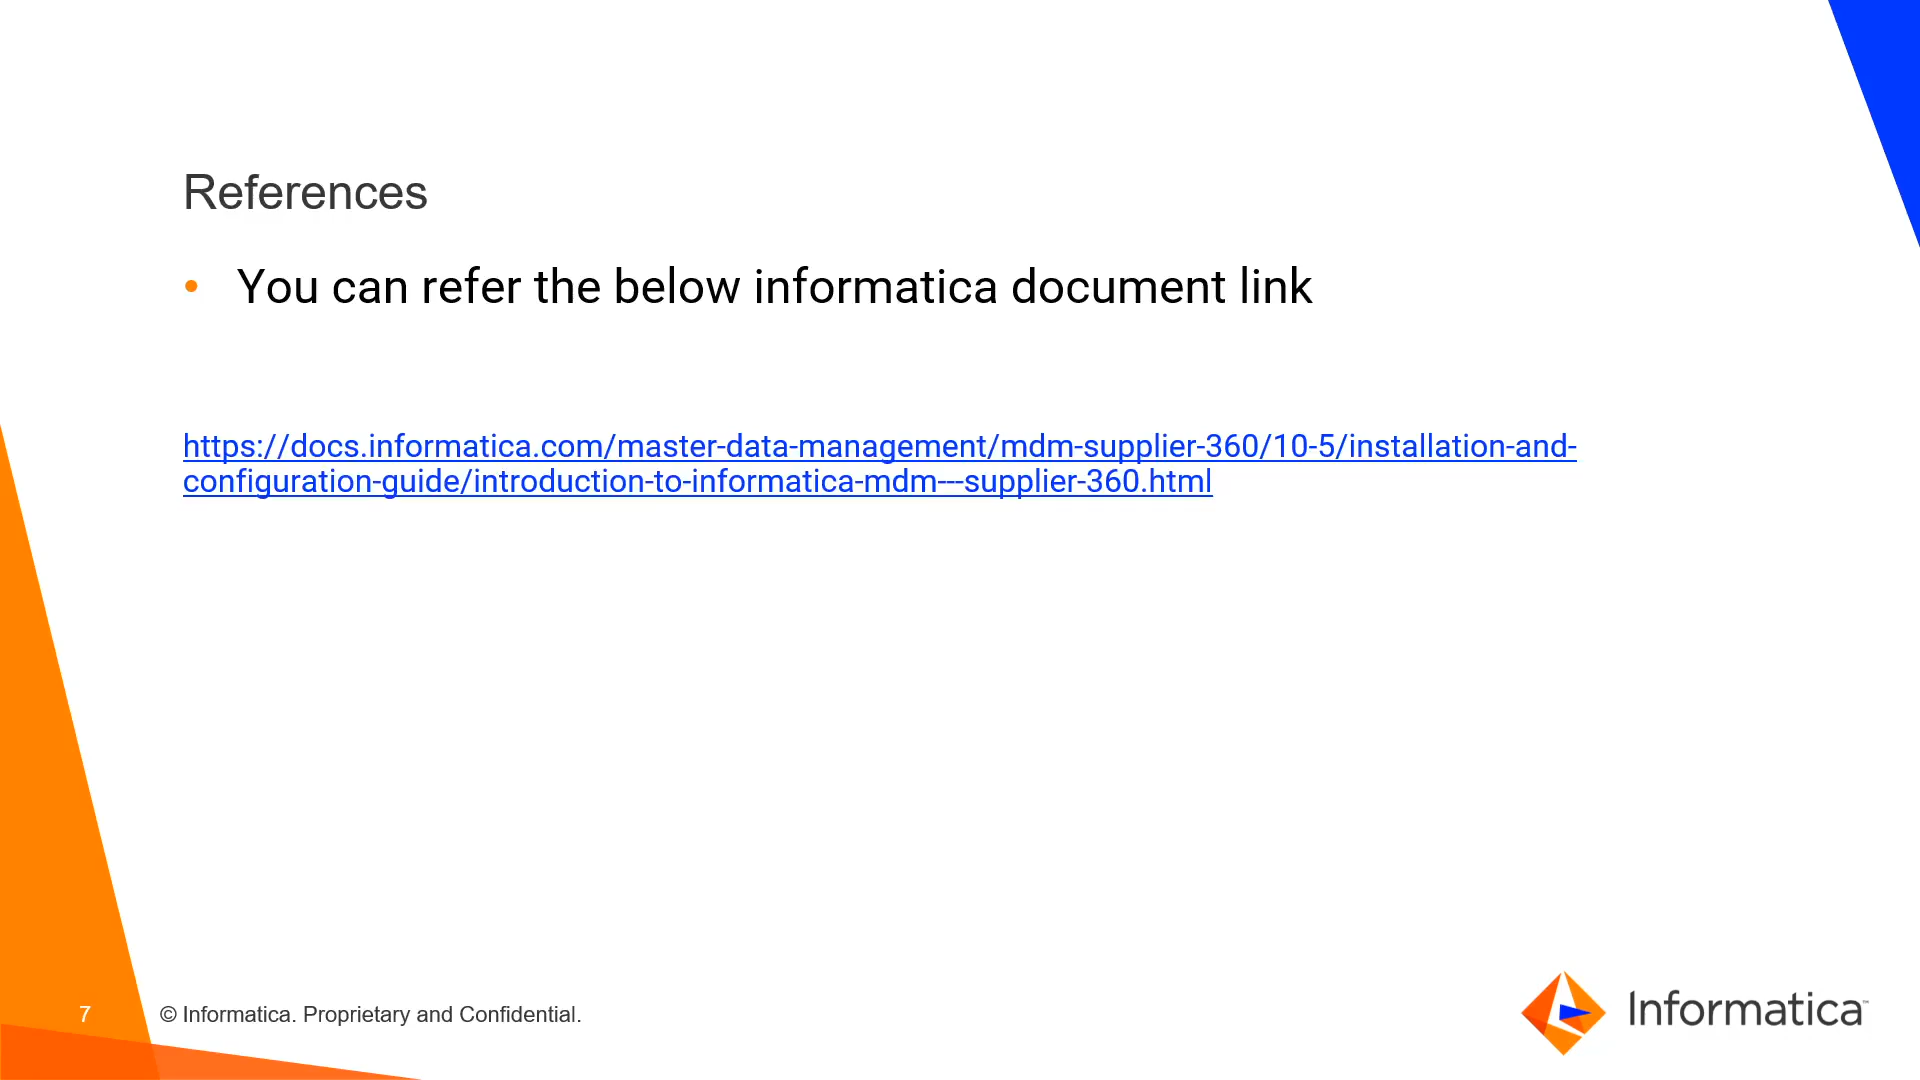 References
• You can refer the below informatica document link
https://docs.informatica.com/master-data-management/mdm-supplier-360/10-5/installation-and-
configuration-guide/introduction-to-informatica-mdm---supplier-360.html
7
© Informatica. Proprietary and Confidential.
Informatica™